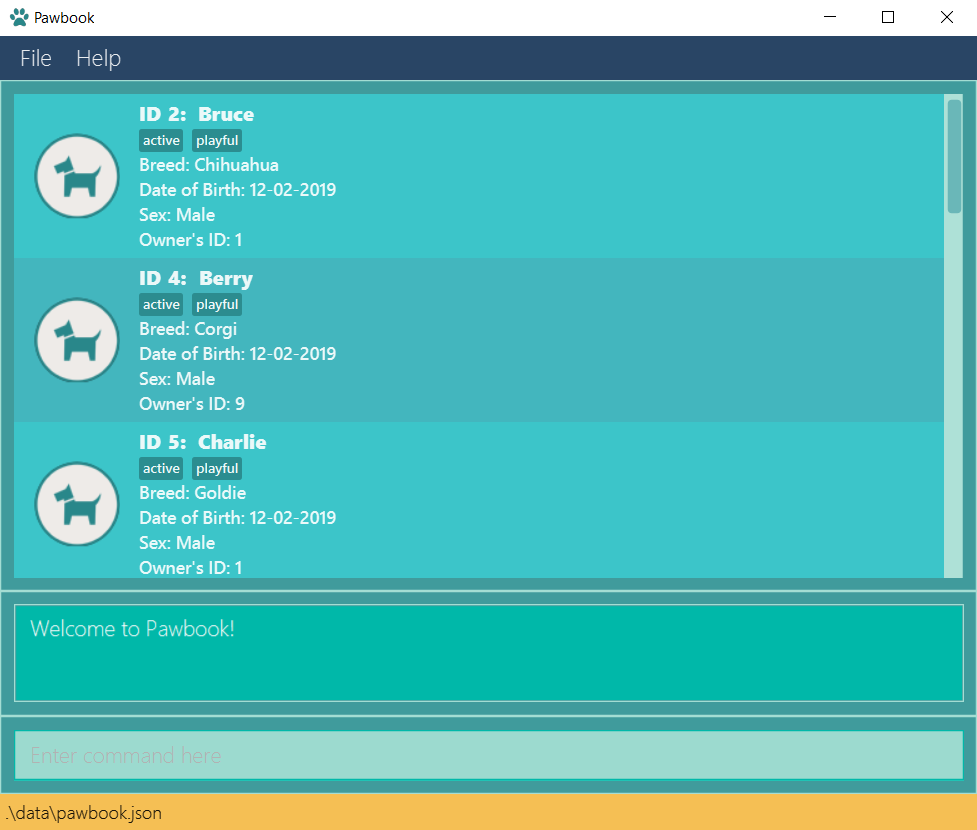 Pawbook
File Help
ID 2: Bruce
active playful
Breed: Chihuahua
Date of Birth: 12-02-2019
Sex: Male
Owner's ID: 1
ID 4: Berry
active playful
Breed: Corgi
Date of Birth: 12-02-2019
Sex: Male
Owner's ID: 9
ID 5: Charlie
active playful
Breed: Goldie
Date of Birth: 12-02-2019
Sex: Male
Owner's ID: 1
Welcome to Pawbook!
Enter command here
.\data\pawbook.json